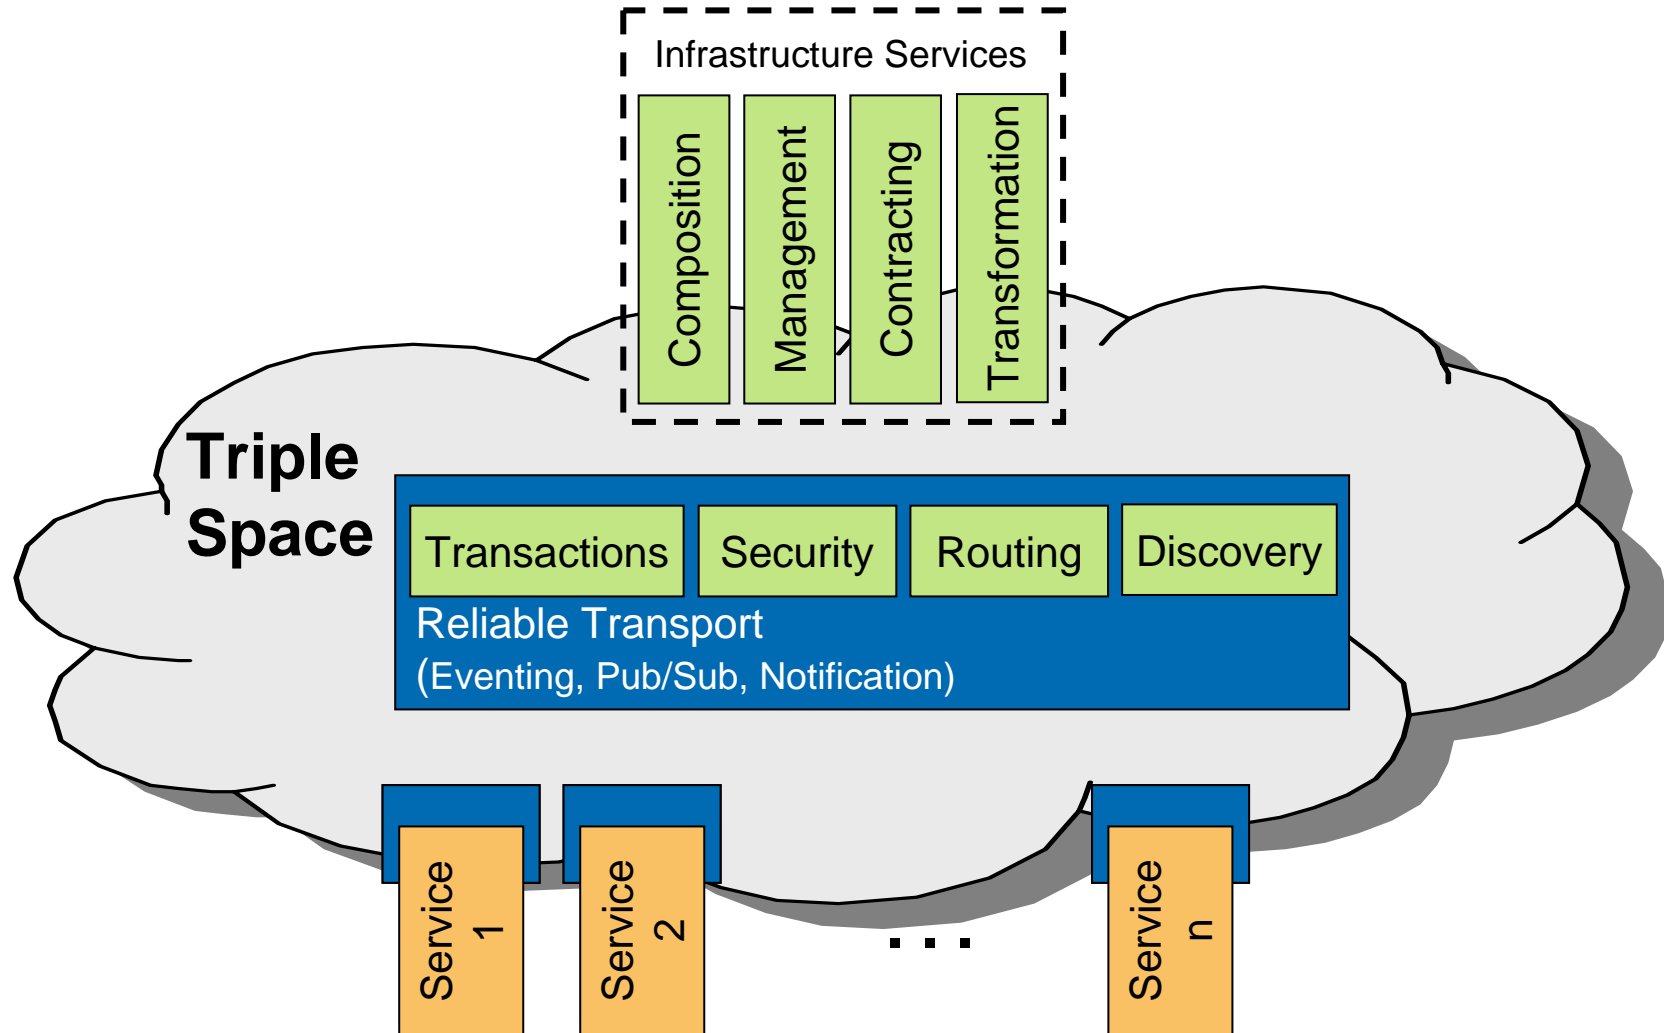 Infrastructure Services
Composition
Management
Contracting
Transformation
Triple
Space
Transactions
Security
Routing
Discovery
Reliable Transport
(Eventing, Pub/Sub, Notification)
Service
1
Service
2
. . .
Service
n